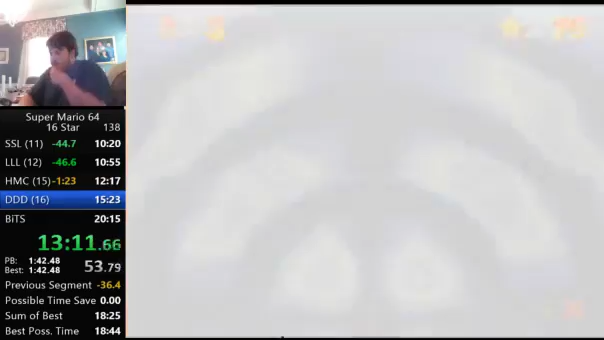 Super Mario 64
16 Star 138
SSL (11) -44.7 10:20
LLL (12) -46.6 10:55
HMC (15) -1:23 12:17
DDD (16) 15:23
BiTS 20:15
13:11.66
PB: 1:42.48
Best: 1:42.48
53.79
Previous Segment -36.4
Possible Time Save 0.00
Sum of Best 18:25
Best Poss. Time 18:44